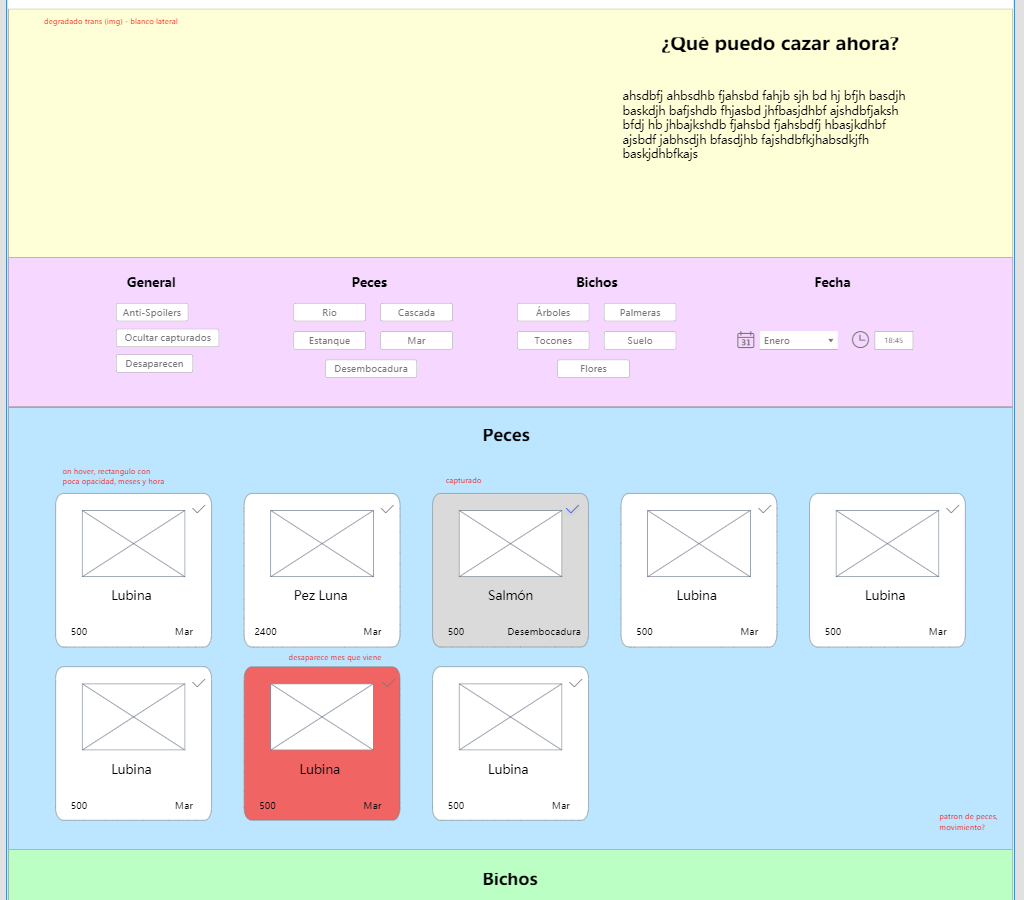 degradado trans (img) - blanco lateral
¿Qué puedo cazar ahora?
ahsdbfj ahbsdhb fjahsbd fahjb sjh bd hj bfjh basdjh
baskdjh bafjshdb fhjasbd jhfbasjdhbf ajshdbfjaksh
bfdj hb jhbajkshdb fjahsbd fjahsbdfj hbasjkdhbf
ajsbdf jabhsdjh bfasdjhb fajshdbfkjhabsdkjfh
baskjdhbfkajs
General
Anti-Spoilers
Ocultar capturados
Desaparecen
Peces
Río
Cascada
Estanque
Mar
Desembocadura
Bichos
Árboles
Palmeras
Tocones
Suelo
Flores
Fecha
31
Enero
18:45
Peces
on hover, rectangulo con
poca opacidad, meses y hora
capturado
Lubina
500 Mar
Pez Luna
2400 Mar
Salmón
500 Desembocadura
Lubina
500 Mar
Lubina
500 Mar
desaparece mes que viene
Lubina
500 Mar
Lubina
500 Mar
Lubina
500 Mar
patron de peces,
movimiento?
Bichos